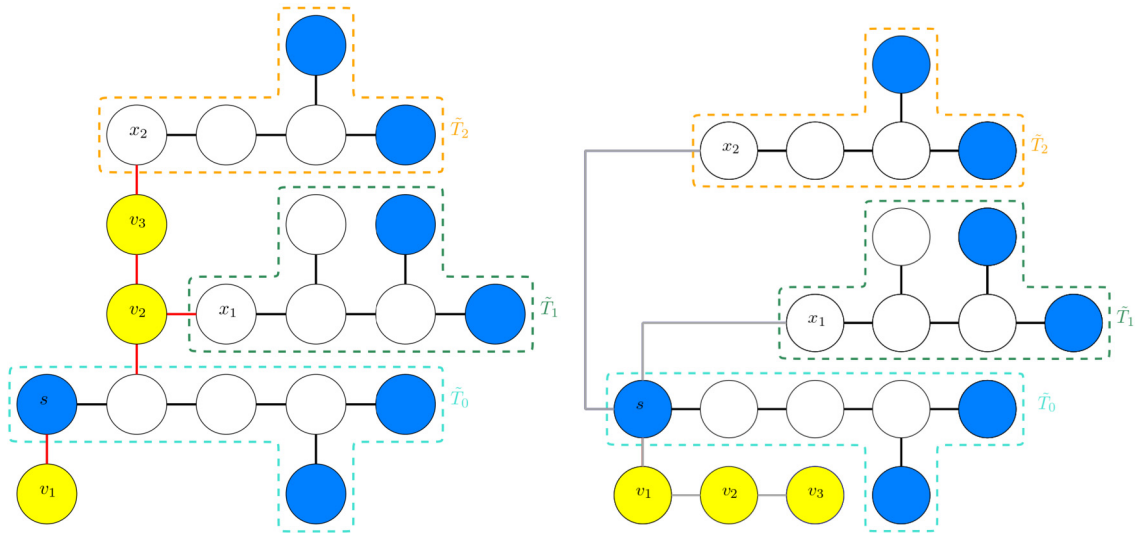 x₂
T̃₂
v₃
v₂
x₁
T̃₁
s
T̃₀
v₁
x₂
T̃₂
x₁
T̃₁
s
T̃₀
v₁ v₂ v₃